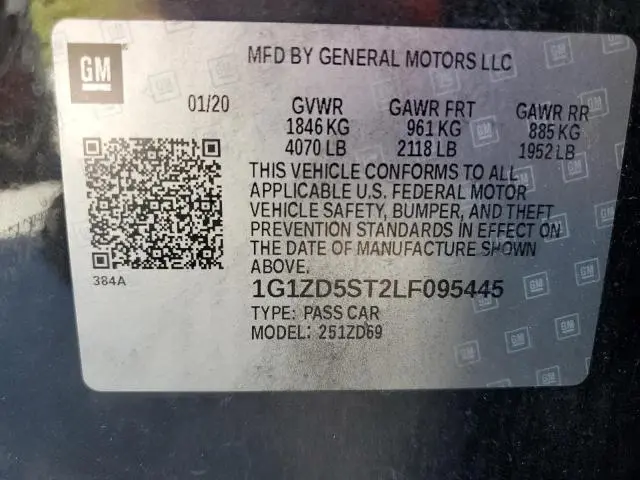 GM
MFD BY GENERAL MOTORS LLC
01/20 GVWR GAWR FRT GAWR RR
1846 KG 961 KG 885 KG
4070 LB 2118 LB 1952 LB
THIS VEHICLE CONFORMS TO ALL
APPLICABLE U.S. FEDERAL MOTOR
VEHICLE SAFETY, BUMPER, AND THEFT
PREVENTION STANDARDS IN EFFECT ON
THE DATE OF MANUFACTURE SHOWN
ABOVE.
384A
1G1ZD5ST2LF095445
TYPE: PASS CAR
MODEL: 251ZD69